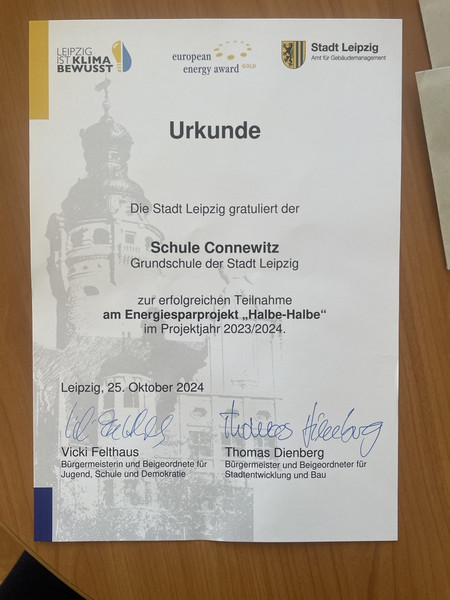 LEIPZIG
IST KLIMA
BEWUSST
european
energy award GOLD
Stadt Leipzig
Amt für Gebäudemanagement
Urkunde
Die Stadt Leipzig gratuliert der
Schule Connewitz
Grundschule der Stadt Leipzig
zur erfolgreichen Teilnahme
am Energiesparprojekt „Halbe-Halbe“
im Projektjahr 2023/2024.
Leipzig, 25. Oktober 2024
Thomas Dienberg
Vicki Felthaus
Bürgermeisterin und Beigeordnete für
Jugend, Schule und Demokratie
Thomas Dienberg
Bürgermeister und Beigeordneter für
Stadtentwicklung und Bau